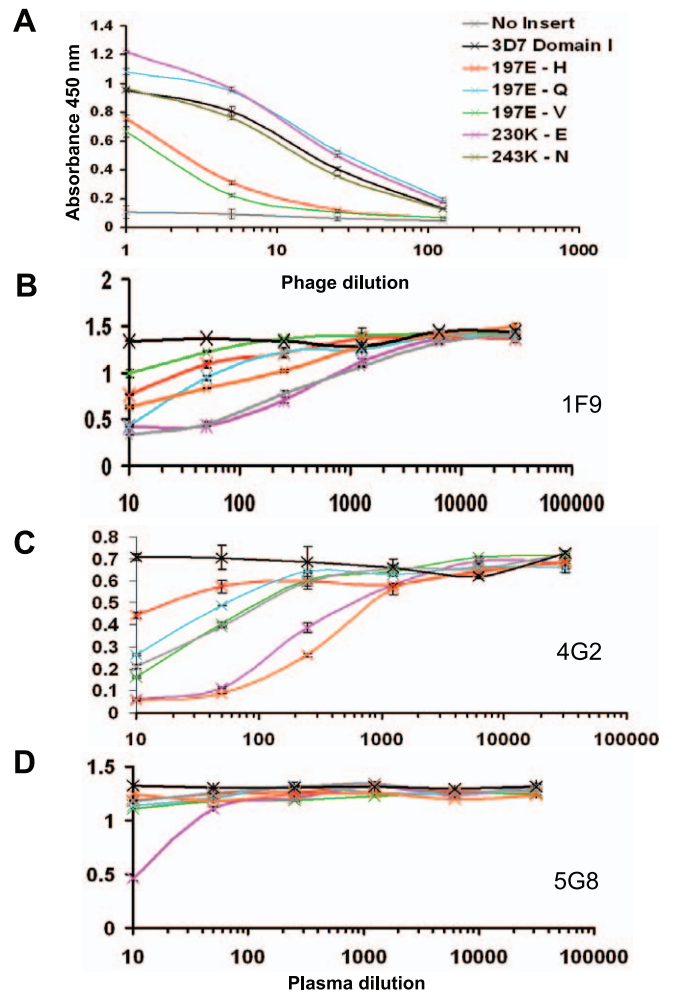 A
Absorbance 450 nm
1.4
1.2
1
0.8
0.6
0.4
0.2
0
1
10
100
1000
Phage dilution
No Insert
3D7 Domain I
197E - H
197E - Q
197E - V
230K - E
243K - N
B
2
1.5
1
0.5
0
10
100
1000
10000
100000
1F9
C
0.8
0.7
0.6
0.5
0.4
0.3
0.2
0.1
0
10
100
1000
10000
100000
4G2
D
1.5
1
0.5
0
10
100
1000
10000
100000
5G8
Plasma dilution